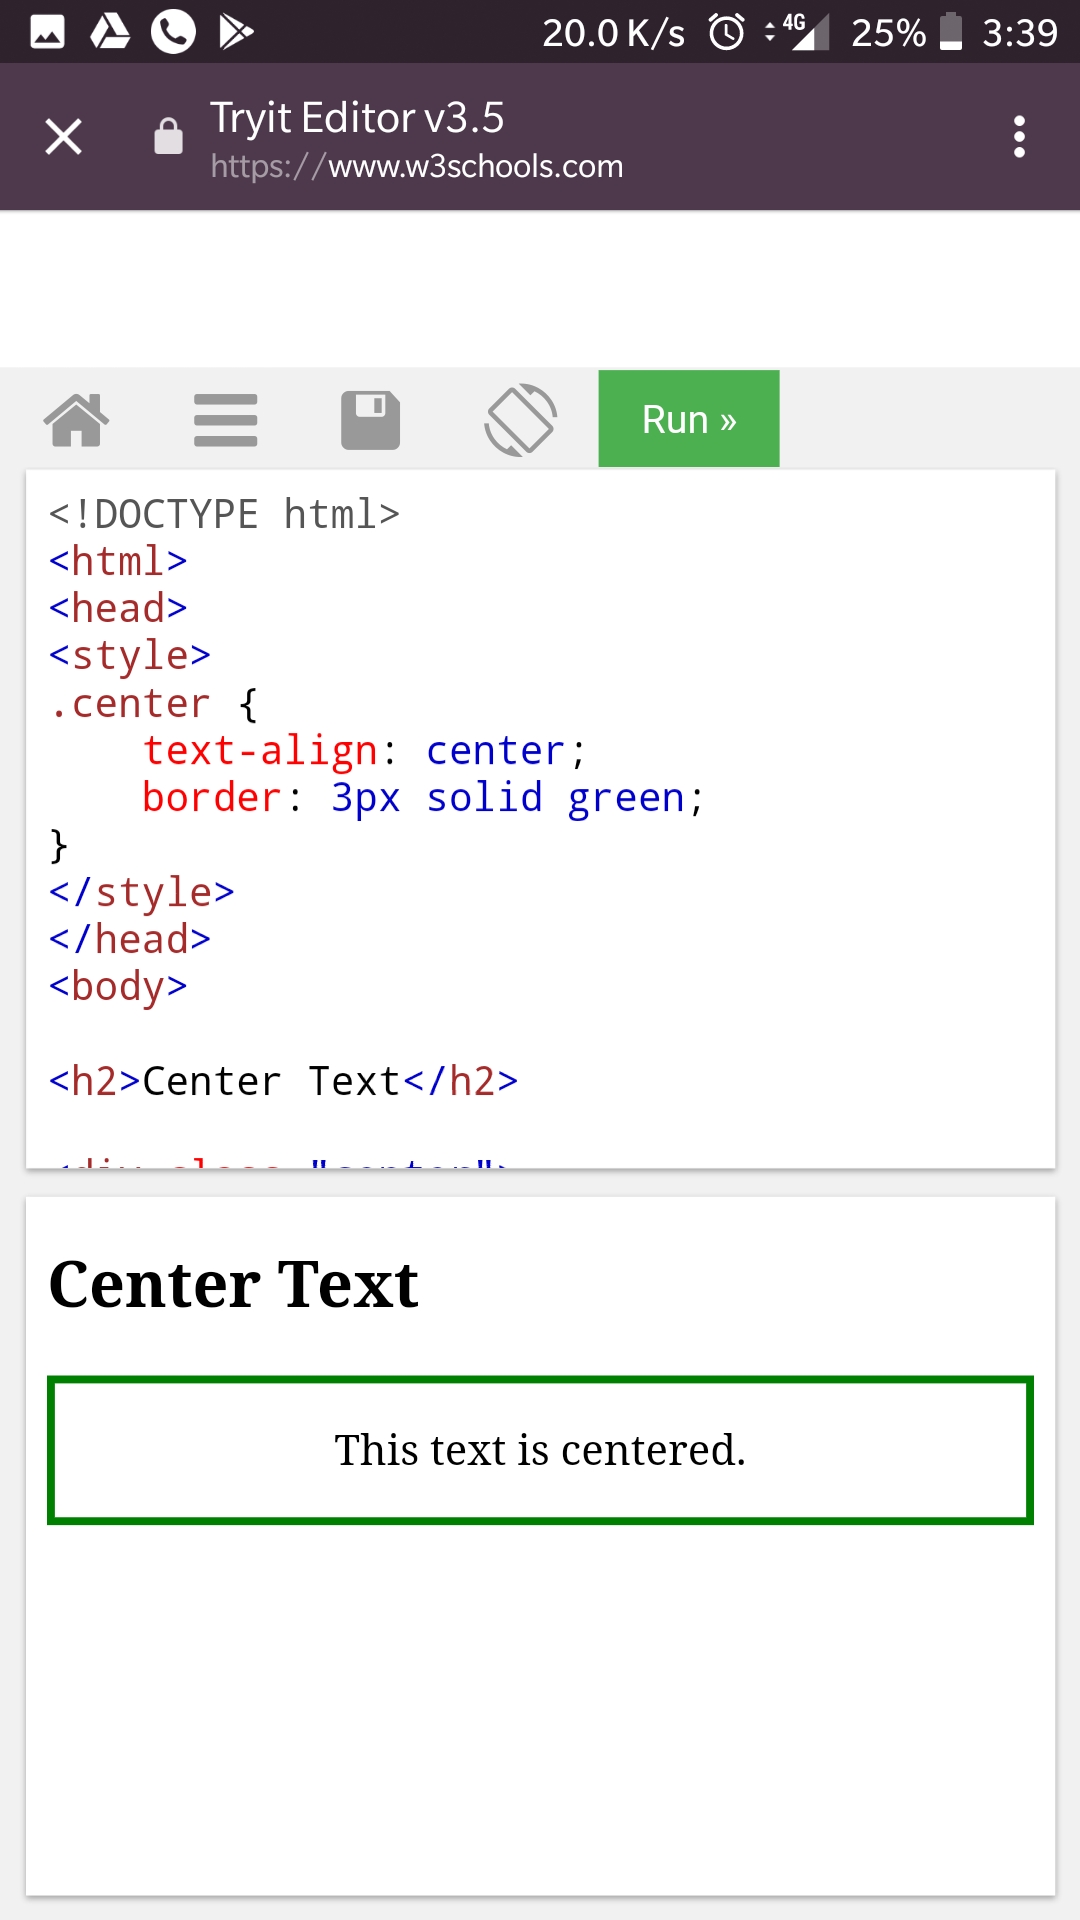 20.0 K/s 4G 25% 3:39
Tryit Editor v3.5
https://www.w3schools.com
Run »
<!DOCTYPE html>
<html>
<head>
<style>
.center {
    text-align: center;
    border: 3px solid green;
}
</style>
</head>
<body>
<h2>Center Text</h2>
Center Text
This text is centered.